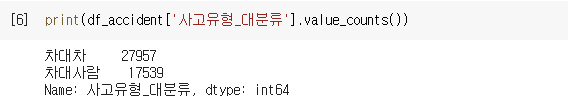 [6] print(df_accident['사고유형_대분류'].value_counts())
차대차 27957
차대사람 17539
Name: 사고유형_대분류, dtype: int64